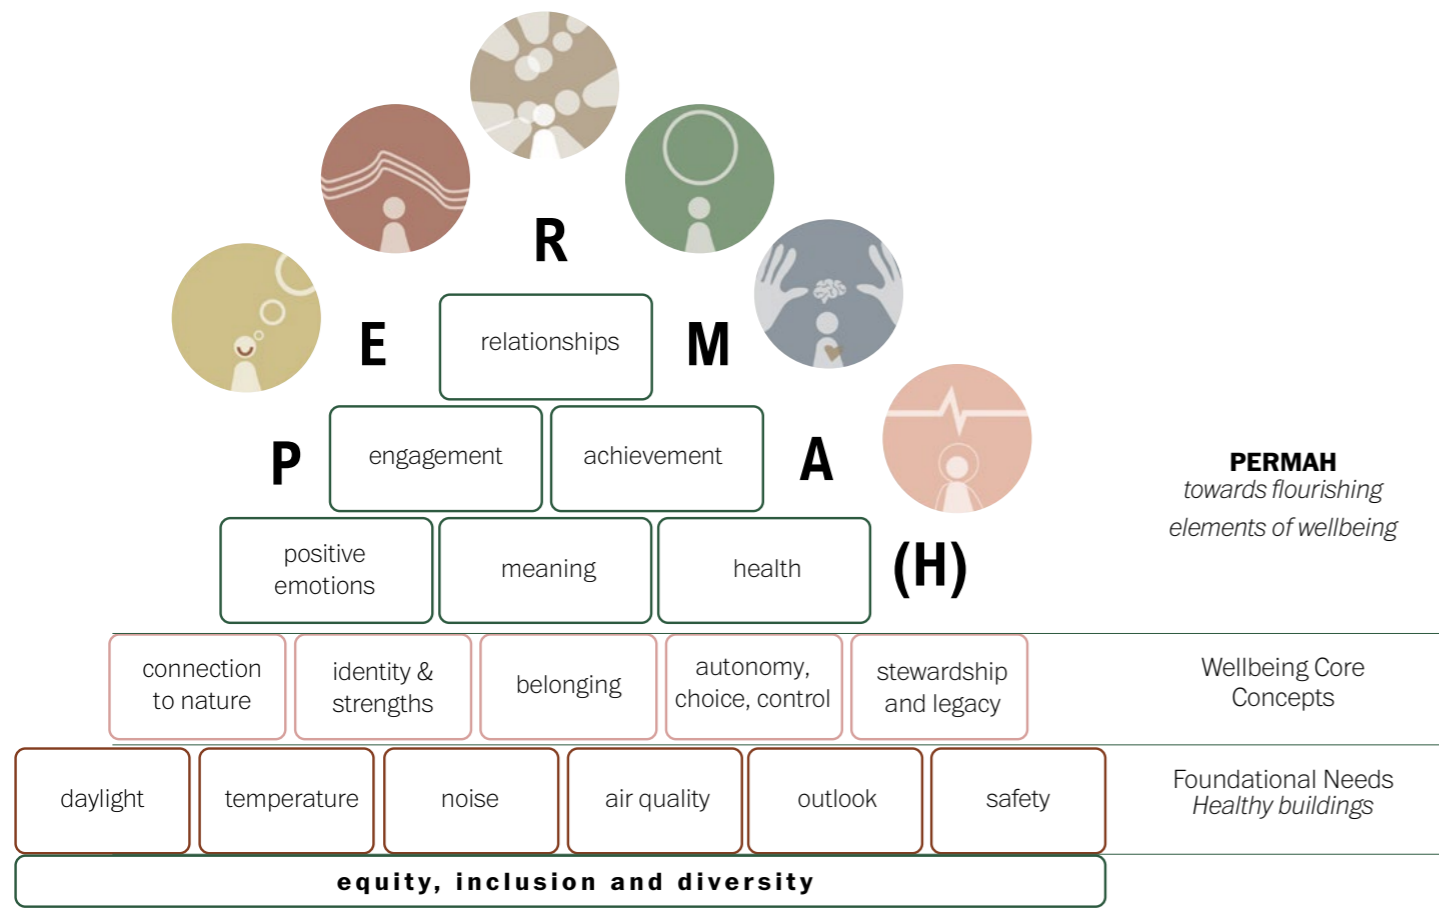 R
E
relationships
M
P
engagement
achievement
A
PERMAH
towards flourishing
elements of wellbeing
positive
emotions
meaning
health
(H)
connection
to nature
identity &
strengths
belonging
autonomy,
choice, control
stewardship
and legacy
Wellbeing Core
Concepts
daylight
temperature
noise
air quality
outlook
safety
Foundational Needs
Healthy buildings
equity, inclusion and diversity